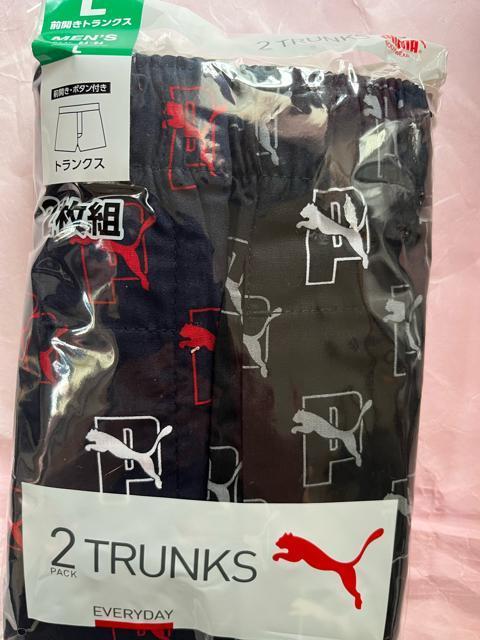 L
前開きトランクス
MEN'S
L
2 TRUNKS
PUMA
BODYWEAR
前開き・ボタン付き
トランクス
2枚組
2 TRUNKS
PACK
EVERYDAY